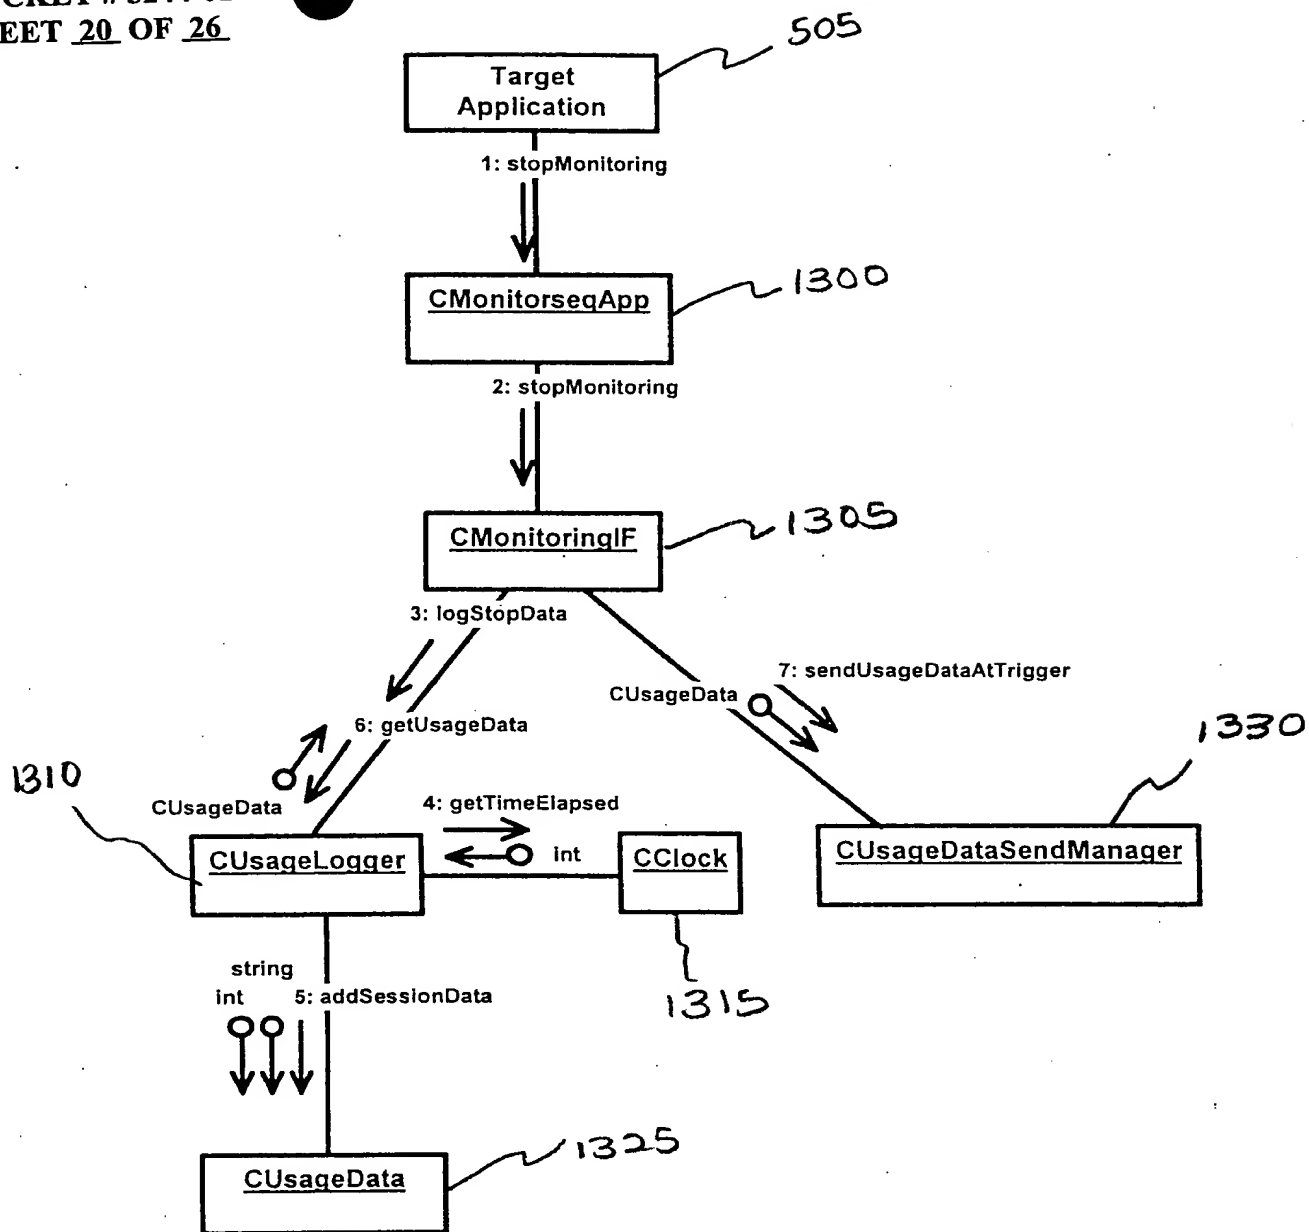 EET 20 OF 26
505
Target
Application
1: stopMonitoring
CMonitorseqApp
1300
2: stopMonitoring
CMonitoringIF
1305
3: logStopData
7: sendUsageDataAtTrigger
CUsageData
6: getUsageData
1330
1310
CUsageData
4: getTimeElapsed
int
CUsageLogger
CClock
CUsageDataSendManager
string
int
5: addSessionData
1315
1325
CUsageData